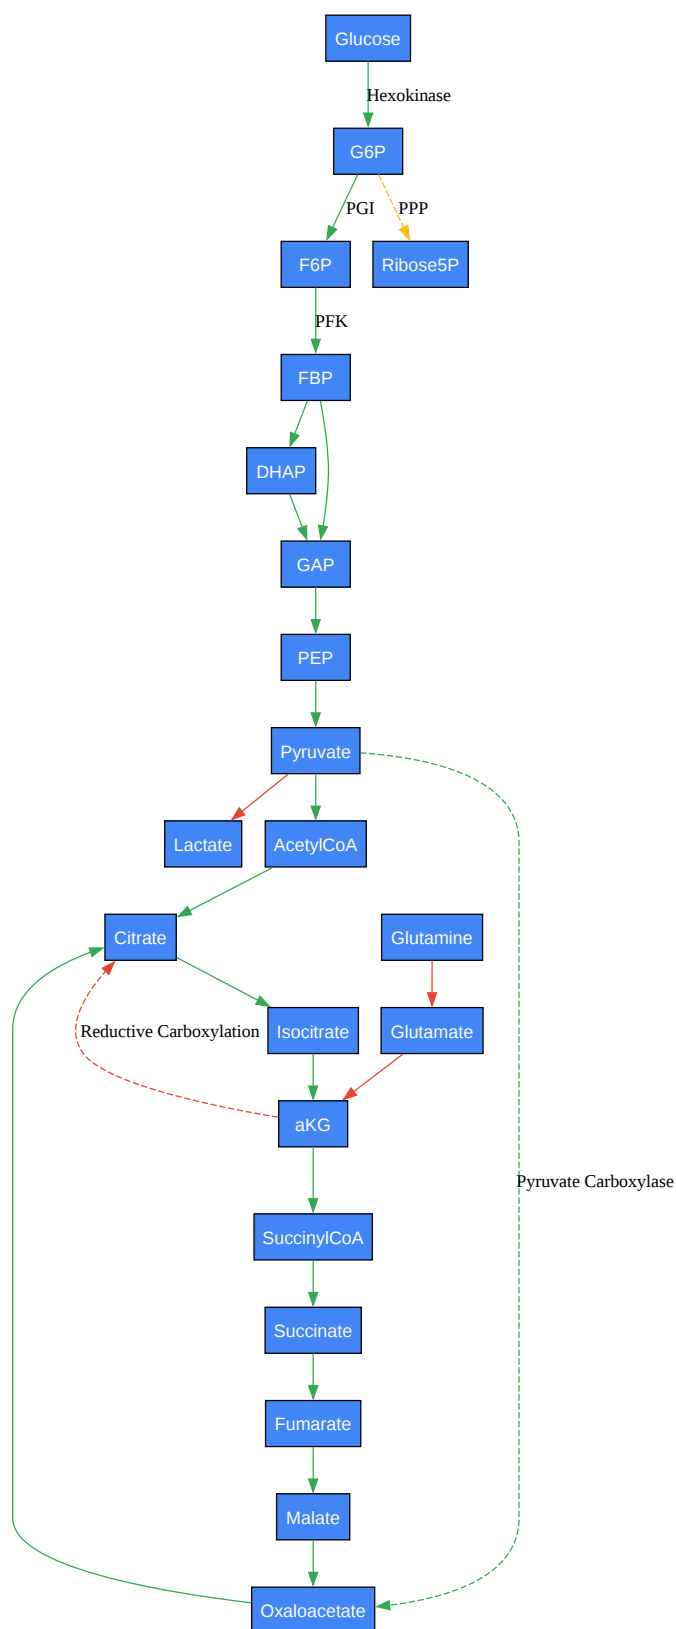 Glucose
Hexokinase
G6P
PGI
PPP
F6P
Ribose5P
PFK
FBP
DHAP
GAP
PEP
Pyruvate
Lactate
AcetylCoA
Citrate
Glutamine
Reductive Carboxylation
Isocitrate
Glutamate
aKG
Pyruvate Carboxylase
SuccinylCoA
Succinate
Fumarate
Malate
Oxaloacetate